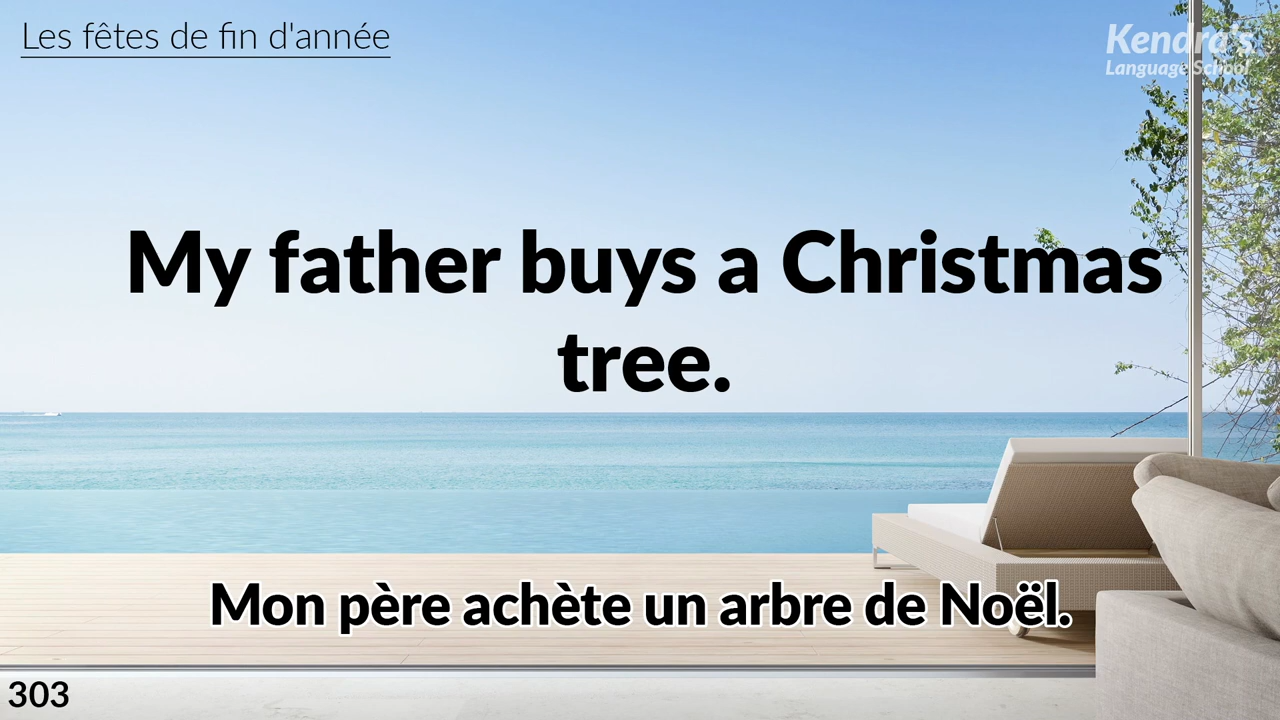 Les fêtes de fin d'année
Kendra's
Language School
My father buys a Christmas
tree.
Mon père achète un arbre de Noël.
303